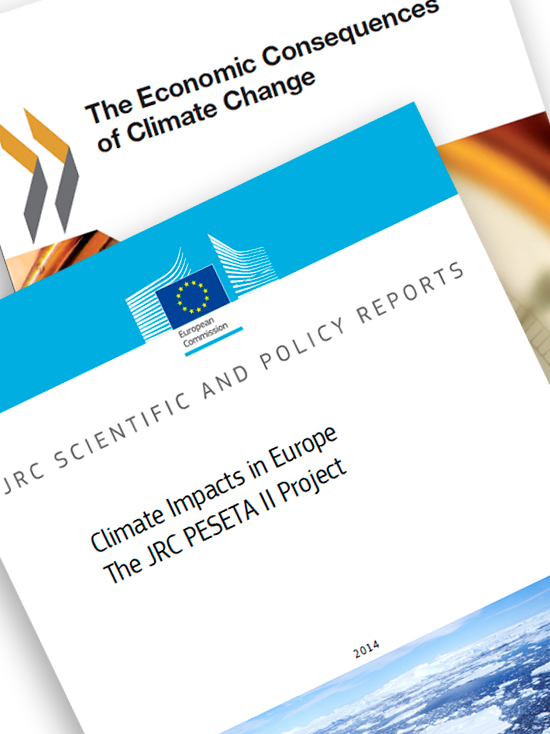 The Economic Consequences
of Climate Change
European
Commission
JRC SCIENTIFIC AND POLICY REPORTS
Climate Impacts in Europe
The JRC PESETA II Project
2014